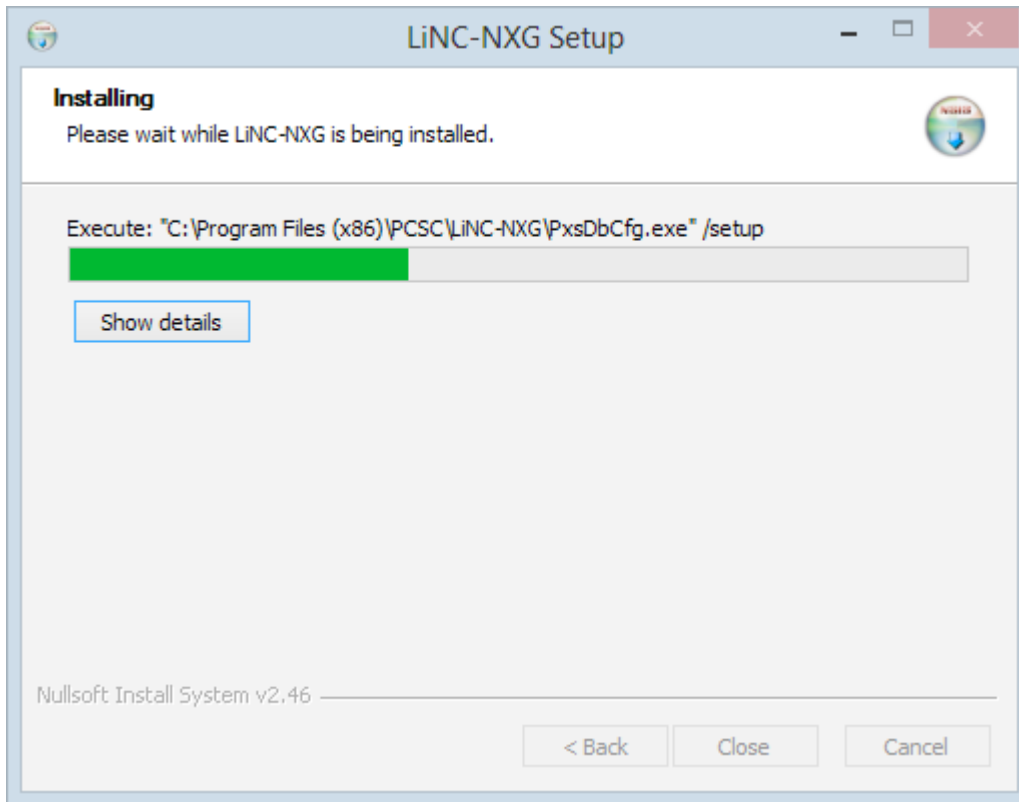 LiNC-NXG Setup
Installing
Please wait while LiNC-NXG is being installed.
Execute: "C:\Program Files (x86)\PCSC\LiNC-NXG\PxsDbCfg.exe" /setup
Show details
Nullsoft Install System v2.46
< Back
Close
Cancel